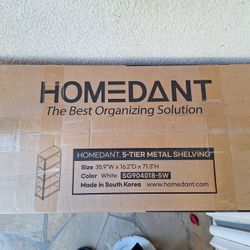 HOMEDANT
The Best Organizing Solution
HOMEDANT, 5-TIER METAL SHELVING
Size 35.9"W x 16.2"D x 71.3"H
Color White SG904018-5W
Made in South Korea www.homedant.com